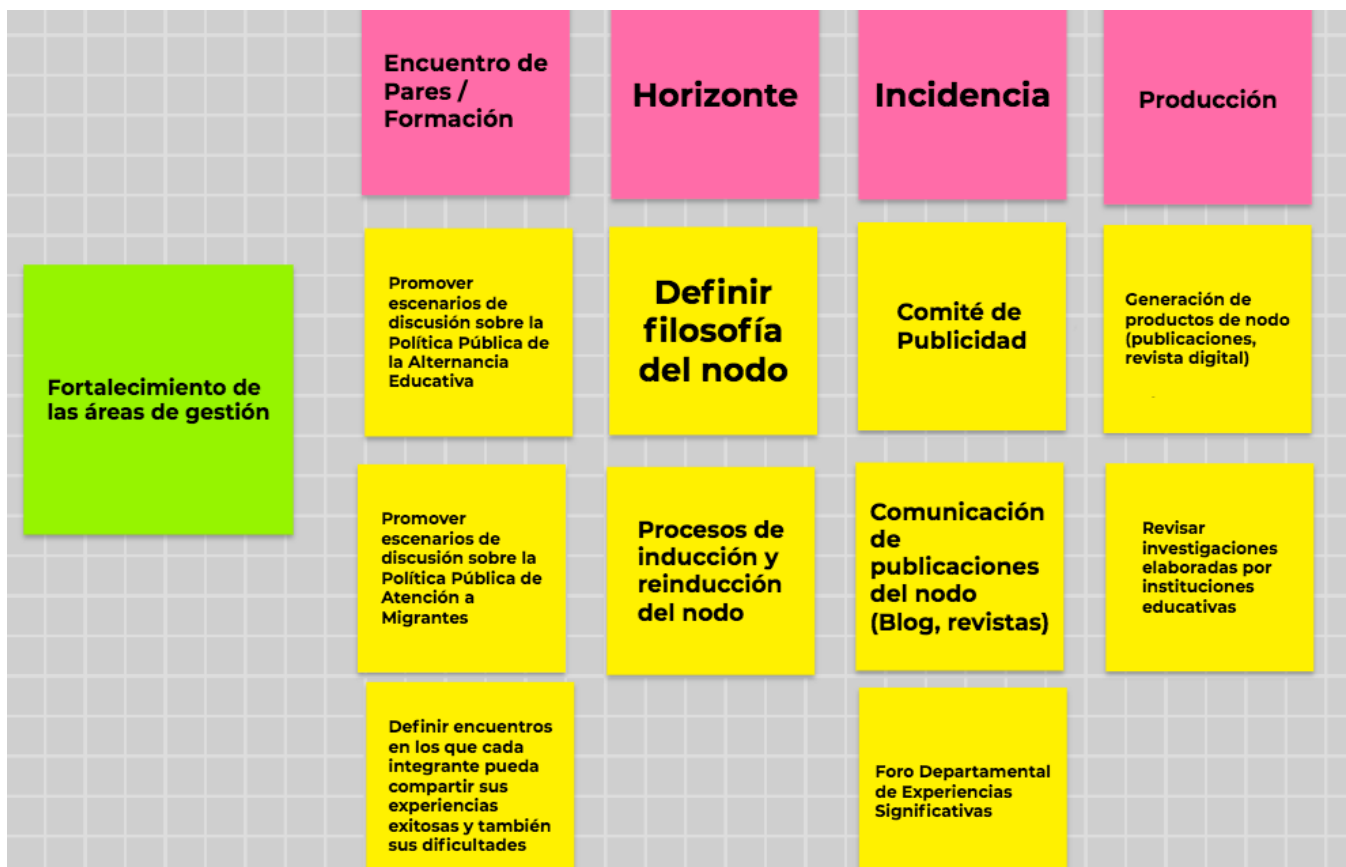 Encuentro de
Pares /
Formación
Horizonte
Incidencia
Producción
Fortalecimiento de
las áreas de gestión
Promover
escenarios de
discusión sobre la
Política Pública de
la Alternancia
Educativa
Definir
filosofía
del nodo
Comité de
Publicidad
Generación de
productos de nodo
(publicaciones,
revista digital)
Promover
escenarios de
discusión sobre la
Política Pública de
Atención a
Migrantes
Procesos de
inducción y
reinducción
del nodo
Comunicación
de
publicaciones
del nodo
(Blog, revistas)
Revisar
investigaciones
elaboradas por
instituciones
educativas
Definir encuentros
en los que cada
integrante pueda
compartir sus
experiencias
exitosas y también
sus dificultades
Foro Departamental
de Experiencias
Significativas